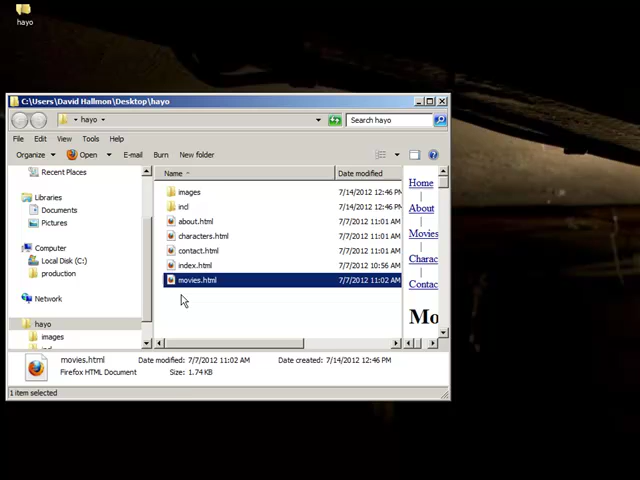 hayo
C:\Users\David Hallmon\Desktop\hayo
hayo
Search hayo
File Edit View Tools Help
Organize Open E-mail Burn New folder
Recent Places
Libraries
Documents
Pictures
Computer
Local Disk (C:)
production
Network
hayo
images
Name Date modified
images 7/14/2012 12:46 PM
incl 7/14/2012 12:46 PM
about.html 7/7/2012 11:01 AM
characters.html 7/7/2012 11:01 AM
contact.html 7/7/2012 11:01 AM
index.html 7/7/2012 10:56 AM
movies.html 7/7/2012 11:02 AM
Home
|
About
|
Movies
|
Charac
|
Contac
Mo
movies.html Date modified: 7/7/2012 11:02 AM Date created: 7/14/2012 12:46 PM
Firefox HTML Document Size: 1.74 KB
1 item selected